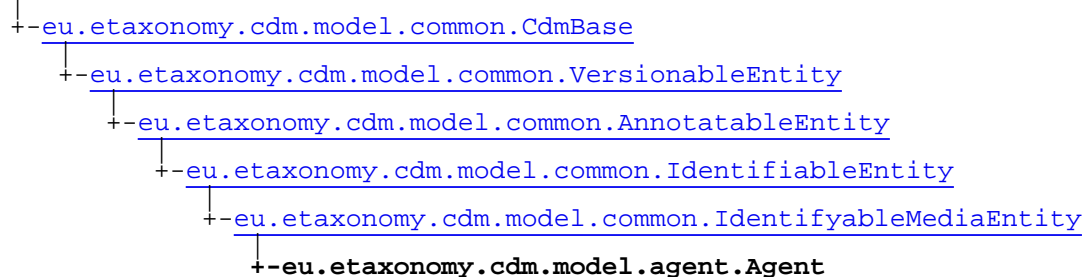 +-eu.etaxonomy.cdm.model.common.CdmBase
+-eu.etaxonomy.cdm.model.common.VersionableEntity
+-eu.etaxonomy.cdm.model.common.AnnotatableEntity
+-eu.etaxonomy.cdm.model.common.IdentifiableEntity
+-eu.etaxonomy.cdm.model.common.IdentifyableMediaEntity
+-eu.etaxonomy.cdm.model.agent.Agent